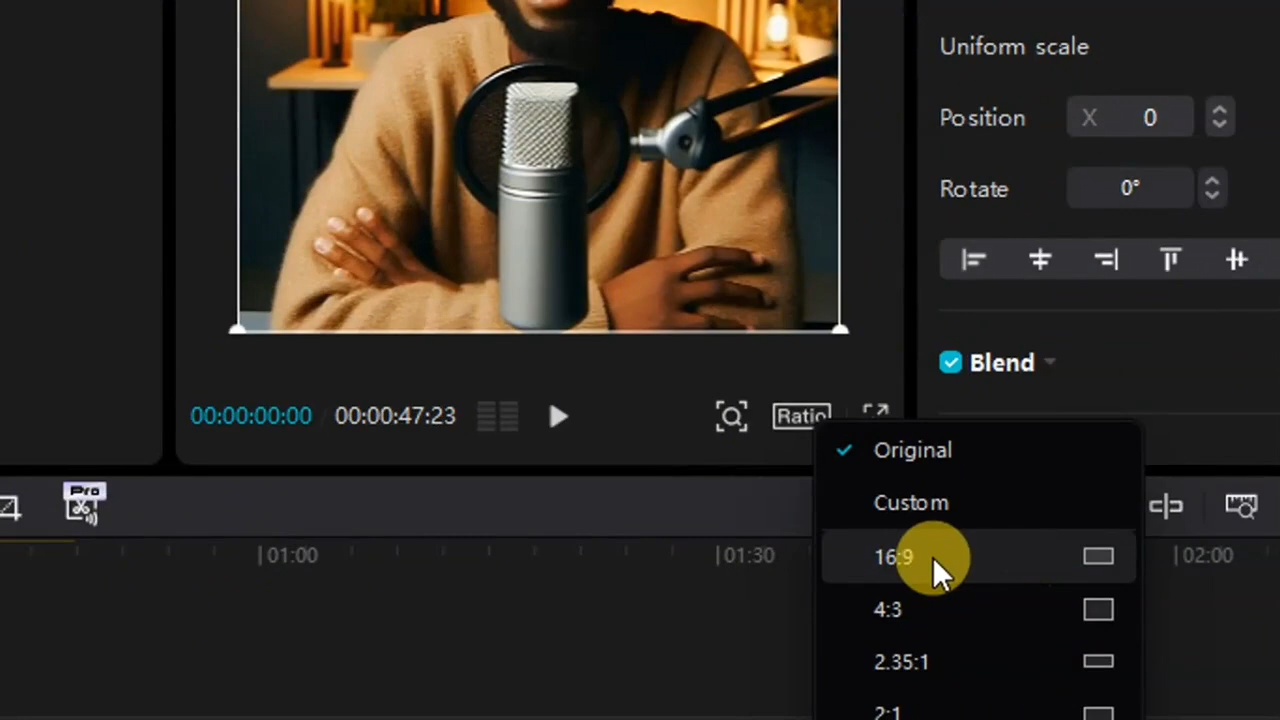 Uniform scale
Position X 0
Rotate 0°
Blend
00:00:00:00 00:00:47:23 Ratio
Original
Custom
Pro
16:9
01:00 01:30 02:00
4:3
2.35:1
2:1